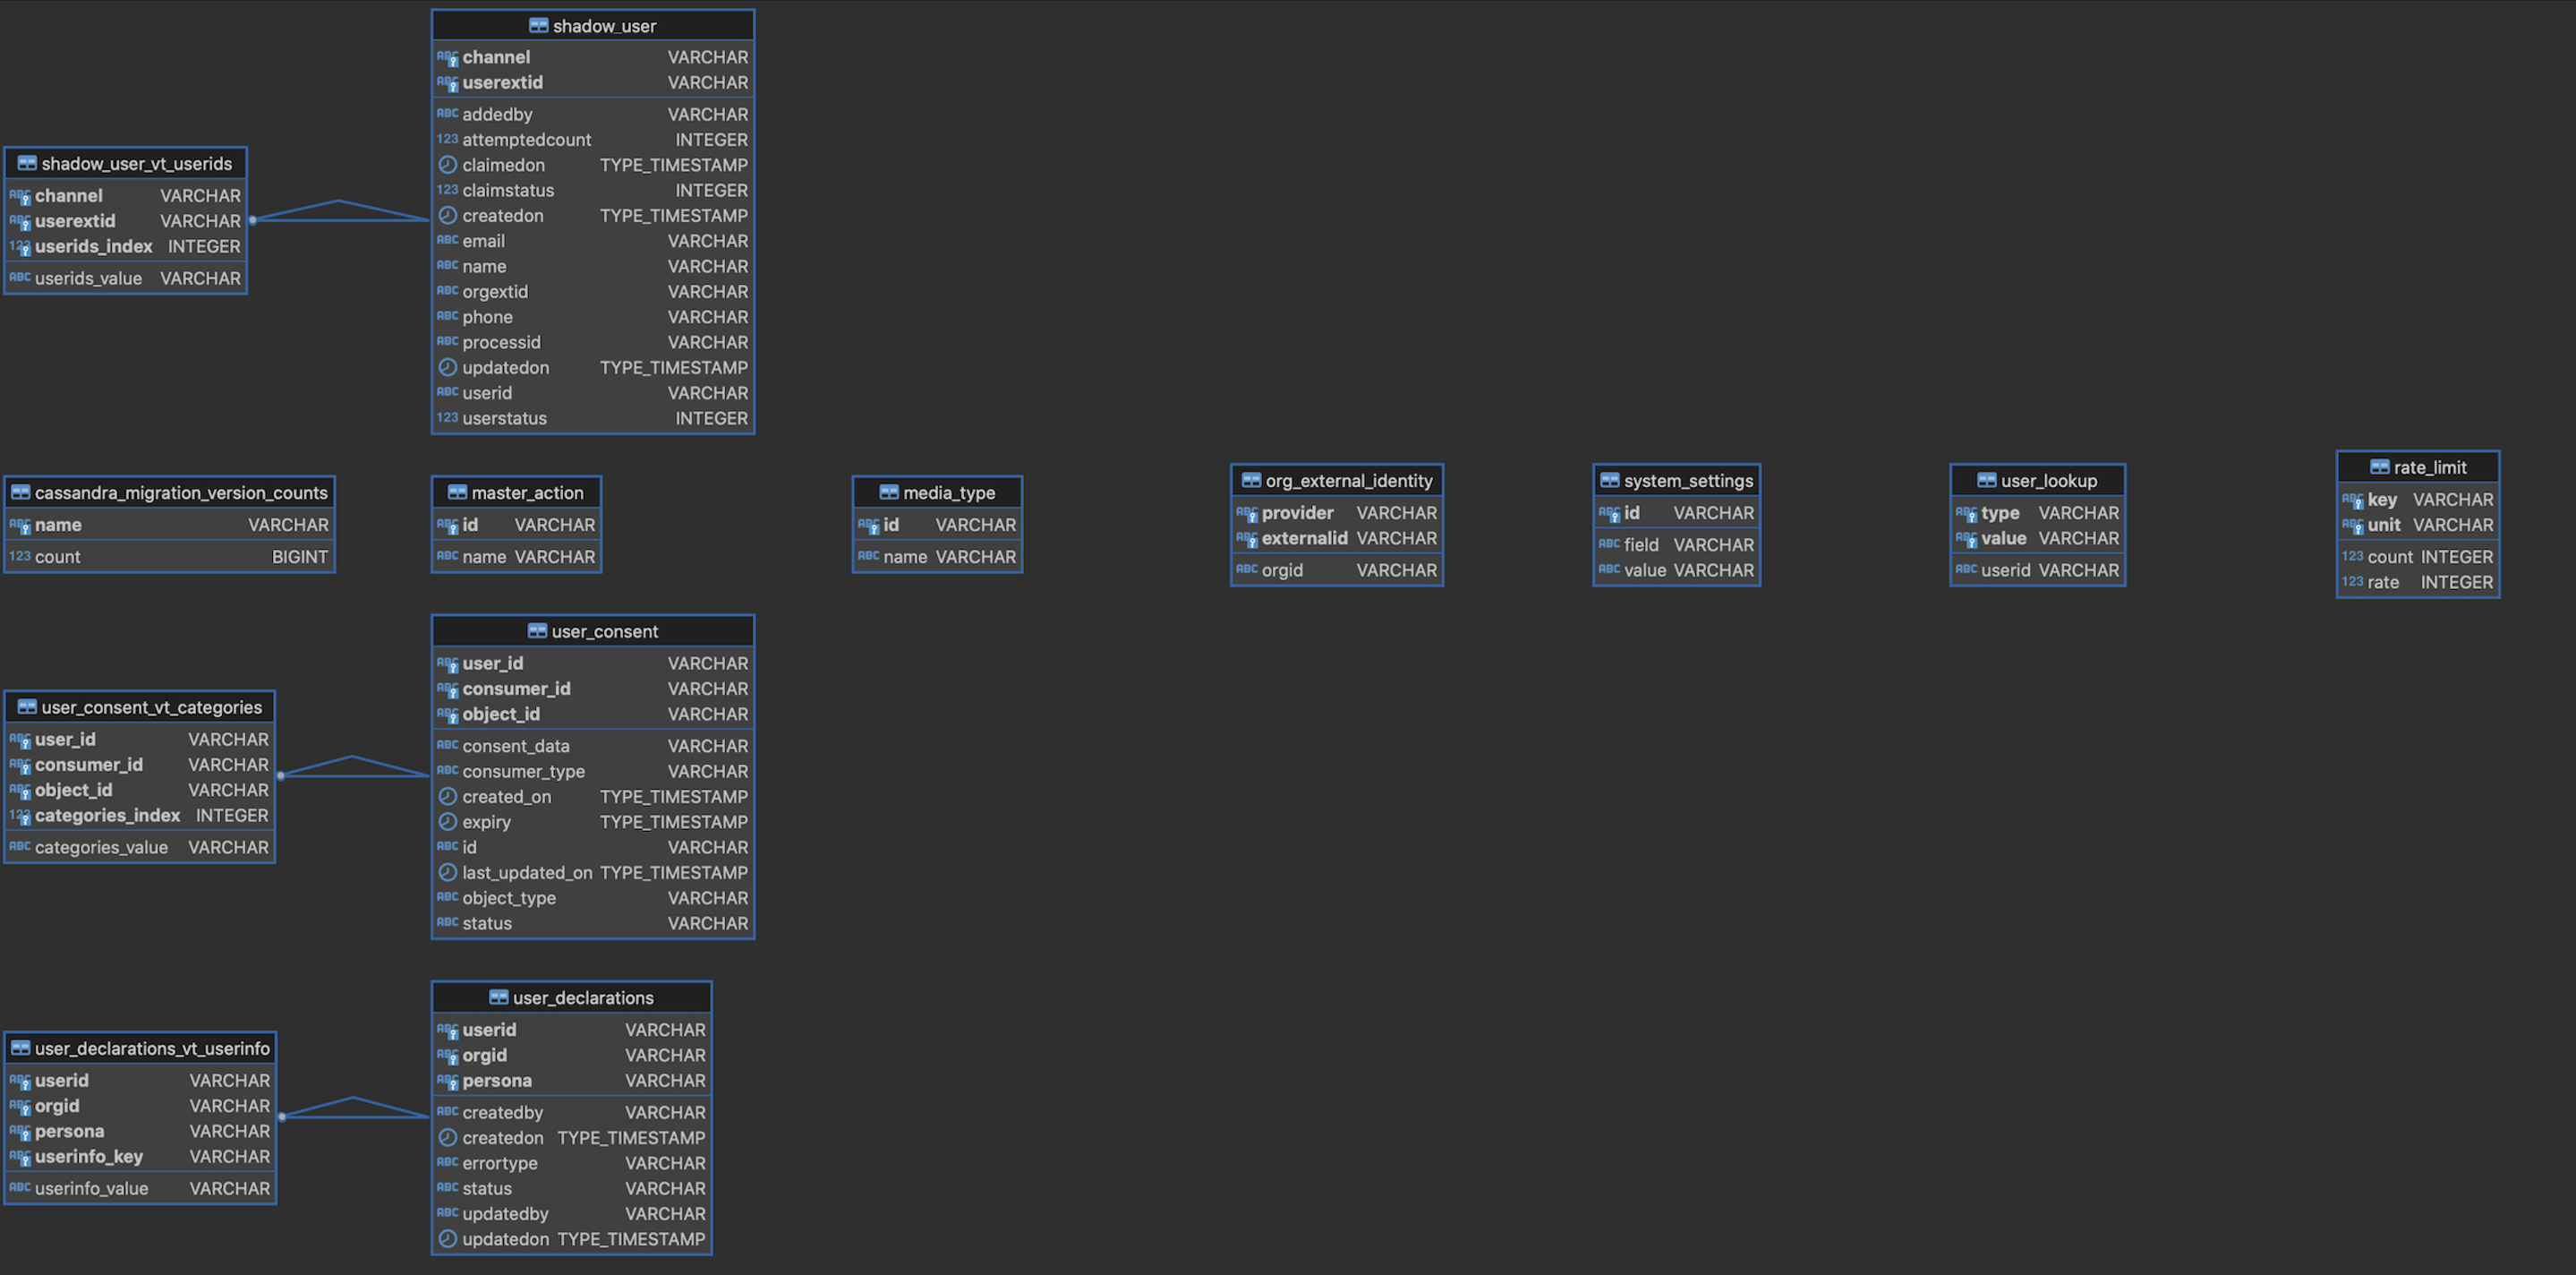 shadow_user
channel VARCHAR
userextid VARCHAR
addedby VARCHAR
attemptedcount INTEGER
claimedon TYPE_TIMESTAMP
claimstatus INTEGER
createdon TYPE_TIMESTAMP
email VARCHAR
name VARCHAR
orgextid VARCHAR
phone VARCHAR
processid VARCHAR
updatedon TYPE_TIMESTAMP
userid VARCHAR
userstatus INTEGER
shadow_user_vt_userids
channel VARCHAR
userextid VARCHAR
userids_index INTEGER
userids_value VARCHAR
cassandra_migration_version_counts
name VARCHAR
count BIGINT
master_action
id VARCHAR
name VARCHAR
media_type
id VARCHAR
name VARCHAR
org_external_identity
provider VARCHAR
externalid VARCHAR
orgid VARCHAR
system_settings
id VARCHAR
field VARCHAR
value VARCHAR
user_lookup
type VARCHAR
value VARCHAR
userid VARCHAR
rate_limit
key VARCHAR
unit VARCHAR
count INTEGER
rate INTEGER
user_consent
user_id VARCHAR
consumer_id VARCHAR
object_id VARCHAR
consent_data VARCHAR
consumer_type VARCHAR
created_on TYPE_TIMESTAMP
expiry TYPE_TIMESTAMP
id VARCHAR
last_updated_on TYPE_TIMESTAMP
object_type VARCHAR
status VARCHAR
user_consent_vt_categories
user_id VARCHAR
consumer_id VARCHAR
object_id VARCHAR
categories_index INTEGER
categories_value VARCHAR
user_declarations
userid VARCHAR
orgid VARCHAR
persona VARCHAR
createdby VARCHAR
createdon TYPE_TIMESTAMP
errortype VARCHAR
status VARCHAR
updatedby VARCHAR
updatedon TYPE_TIMESTAMP
user_declarations_vt_userinfo
userid VARCHAR
orgid VARCHAR
persona VARCHAR
userinfo_key VARCHAR
userinfo_value VARCHAR